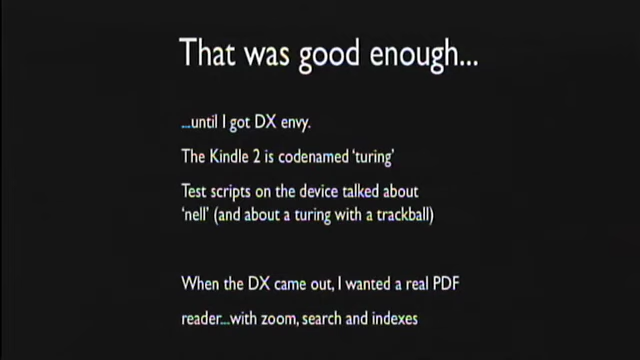 That was good enough...
...until I got DX envy.
The Kindle 2 is codenamed ‘turing’
Test scripts on the device talked about
‘nell’ (and about a turing with a trackball)
When the DX came out, I wanted a real PDF
reader...with zoom, search and indexes